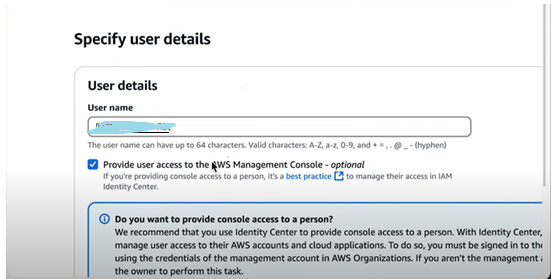 Specify user details
User details
User name
The user name can have up to 64 characters. Valid characters: A-Z, a-z, 0-9, and + = , . @ _ - (hyphen)
Provide user access to the AWS Management Console - optional
If you're providing console access to a person, it's a best practice to manage their access in IAM
Identity Center.
Do you want to provide console access to a person?
We recommend that you use Identity Center to provide console access to a person. With Identity Center,
manage user access to their AWS accounts and cloud applications. To do so, you must be signed in to the
using the credentials of the management account in AWS Organizations. If you aren't the management
the owner to perform this task.